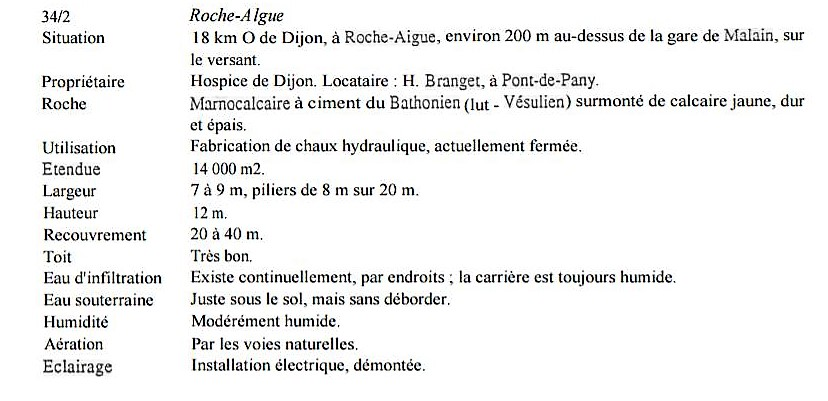 34/2 Roche-Aigue
Situation 18 km O de Dijon, à Roche-Aigue, environ 200 m au-dessus de la gare de Malain, sur
le versant.
Propriétaire Hospice de Dijon. Locataire : H. Branget, à Pont-de-Pany.
Roche Marnocalcaire à ciment du Bathonien (lut - Vésulien) surmonté de calcaire jaune, dur
et épais.
Utilisation Fabrication de chaux hydraulique, actuellement fermée.
Etendue 14 000 m2.
Largeur 7 à 9 m, piliers de 8 m sur 20 m.
Hauteur 12 m.
Recouvrement 20 à 40 m.
Toit Très bon.
Eau d'infiltration Existe continuellement, par endroits ; la carrière est toujours humide.
Eau souterraine Juste sous le sol, mais sans déborder.
Humidité Modérément humide.
Aération Par les voies naturelles.
Eclairage Installation électrique, démontée.